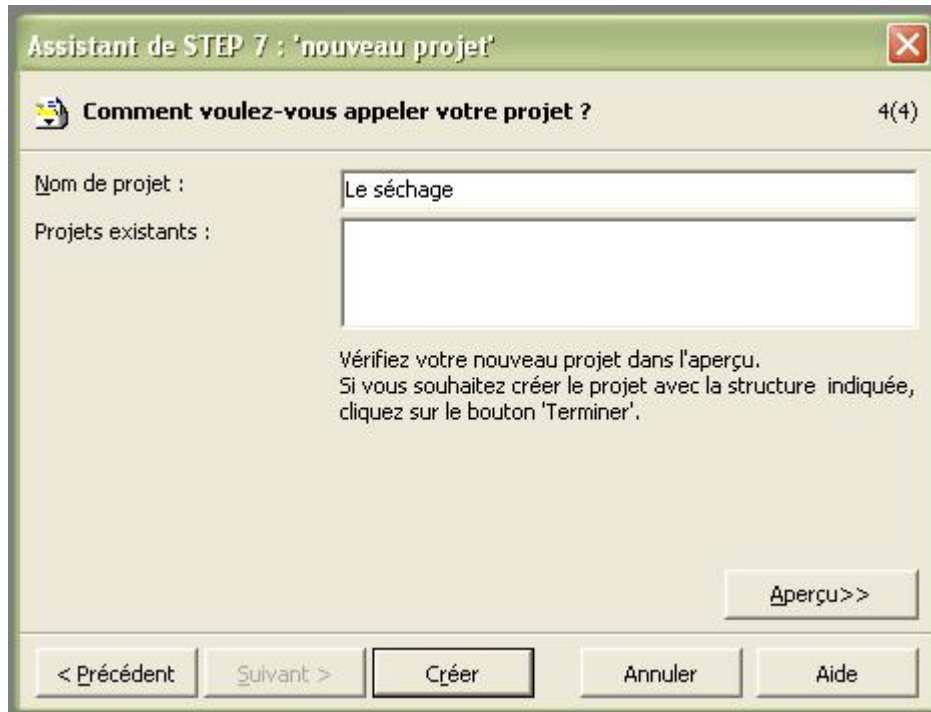 Assistant de STEP 7 : 'nouveau projet'
Comment voulez-vous appeler votre projet ? 4(4)
Nom de projet : Le séchage
Projets existants :
Vérifiez votre nouveau projet dans l'aperçu.
Si vous souhaitez créer le projet avec la structure indiquée,
cliquez sur le bouton 'Terminer'.
Aperçu>>
< Précédent Suivant > Créer Annuler Aide